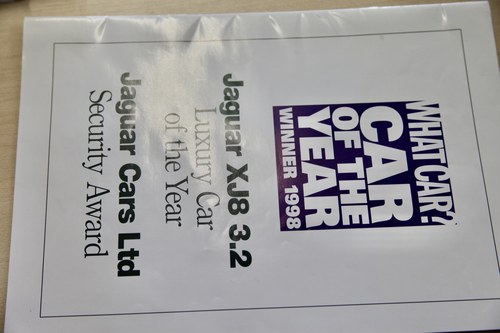 WHAT CAR?
CAR
OF THE
YEAR
WINNER 1998
Jaguar XJ8 3.2
Luxury Car
of the Year
Jaguar Cars Ltd
Security Award